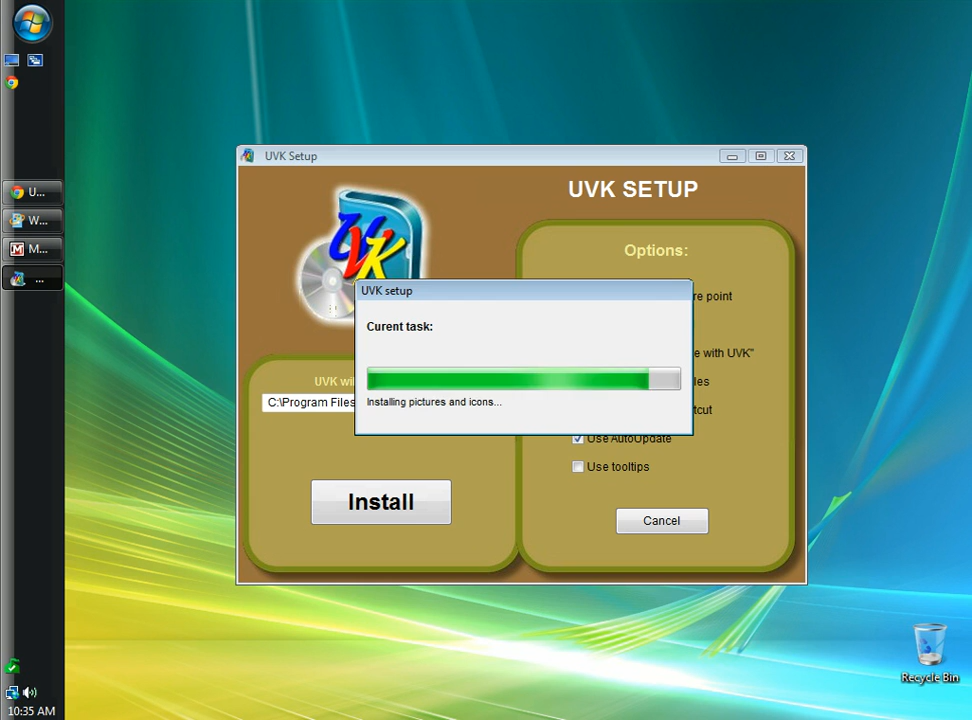 U...
W...
M...
...
10:35 AM
UVK Setup
UVK SETUP
UVK
Options:
re point
e with UVK"
les
tcut
Use AutoUpdate
Use tooltips
Cancel
UVK wi
C:\Program Files
Install
UVK setup
Curent task:
Installing pictures and icons...
Recycle Bin